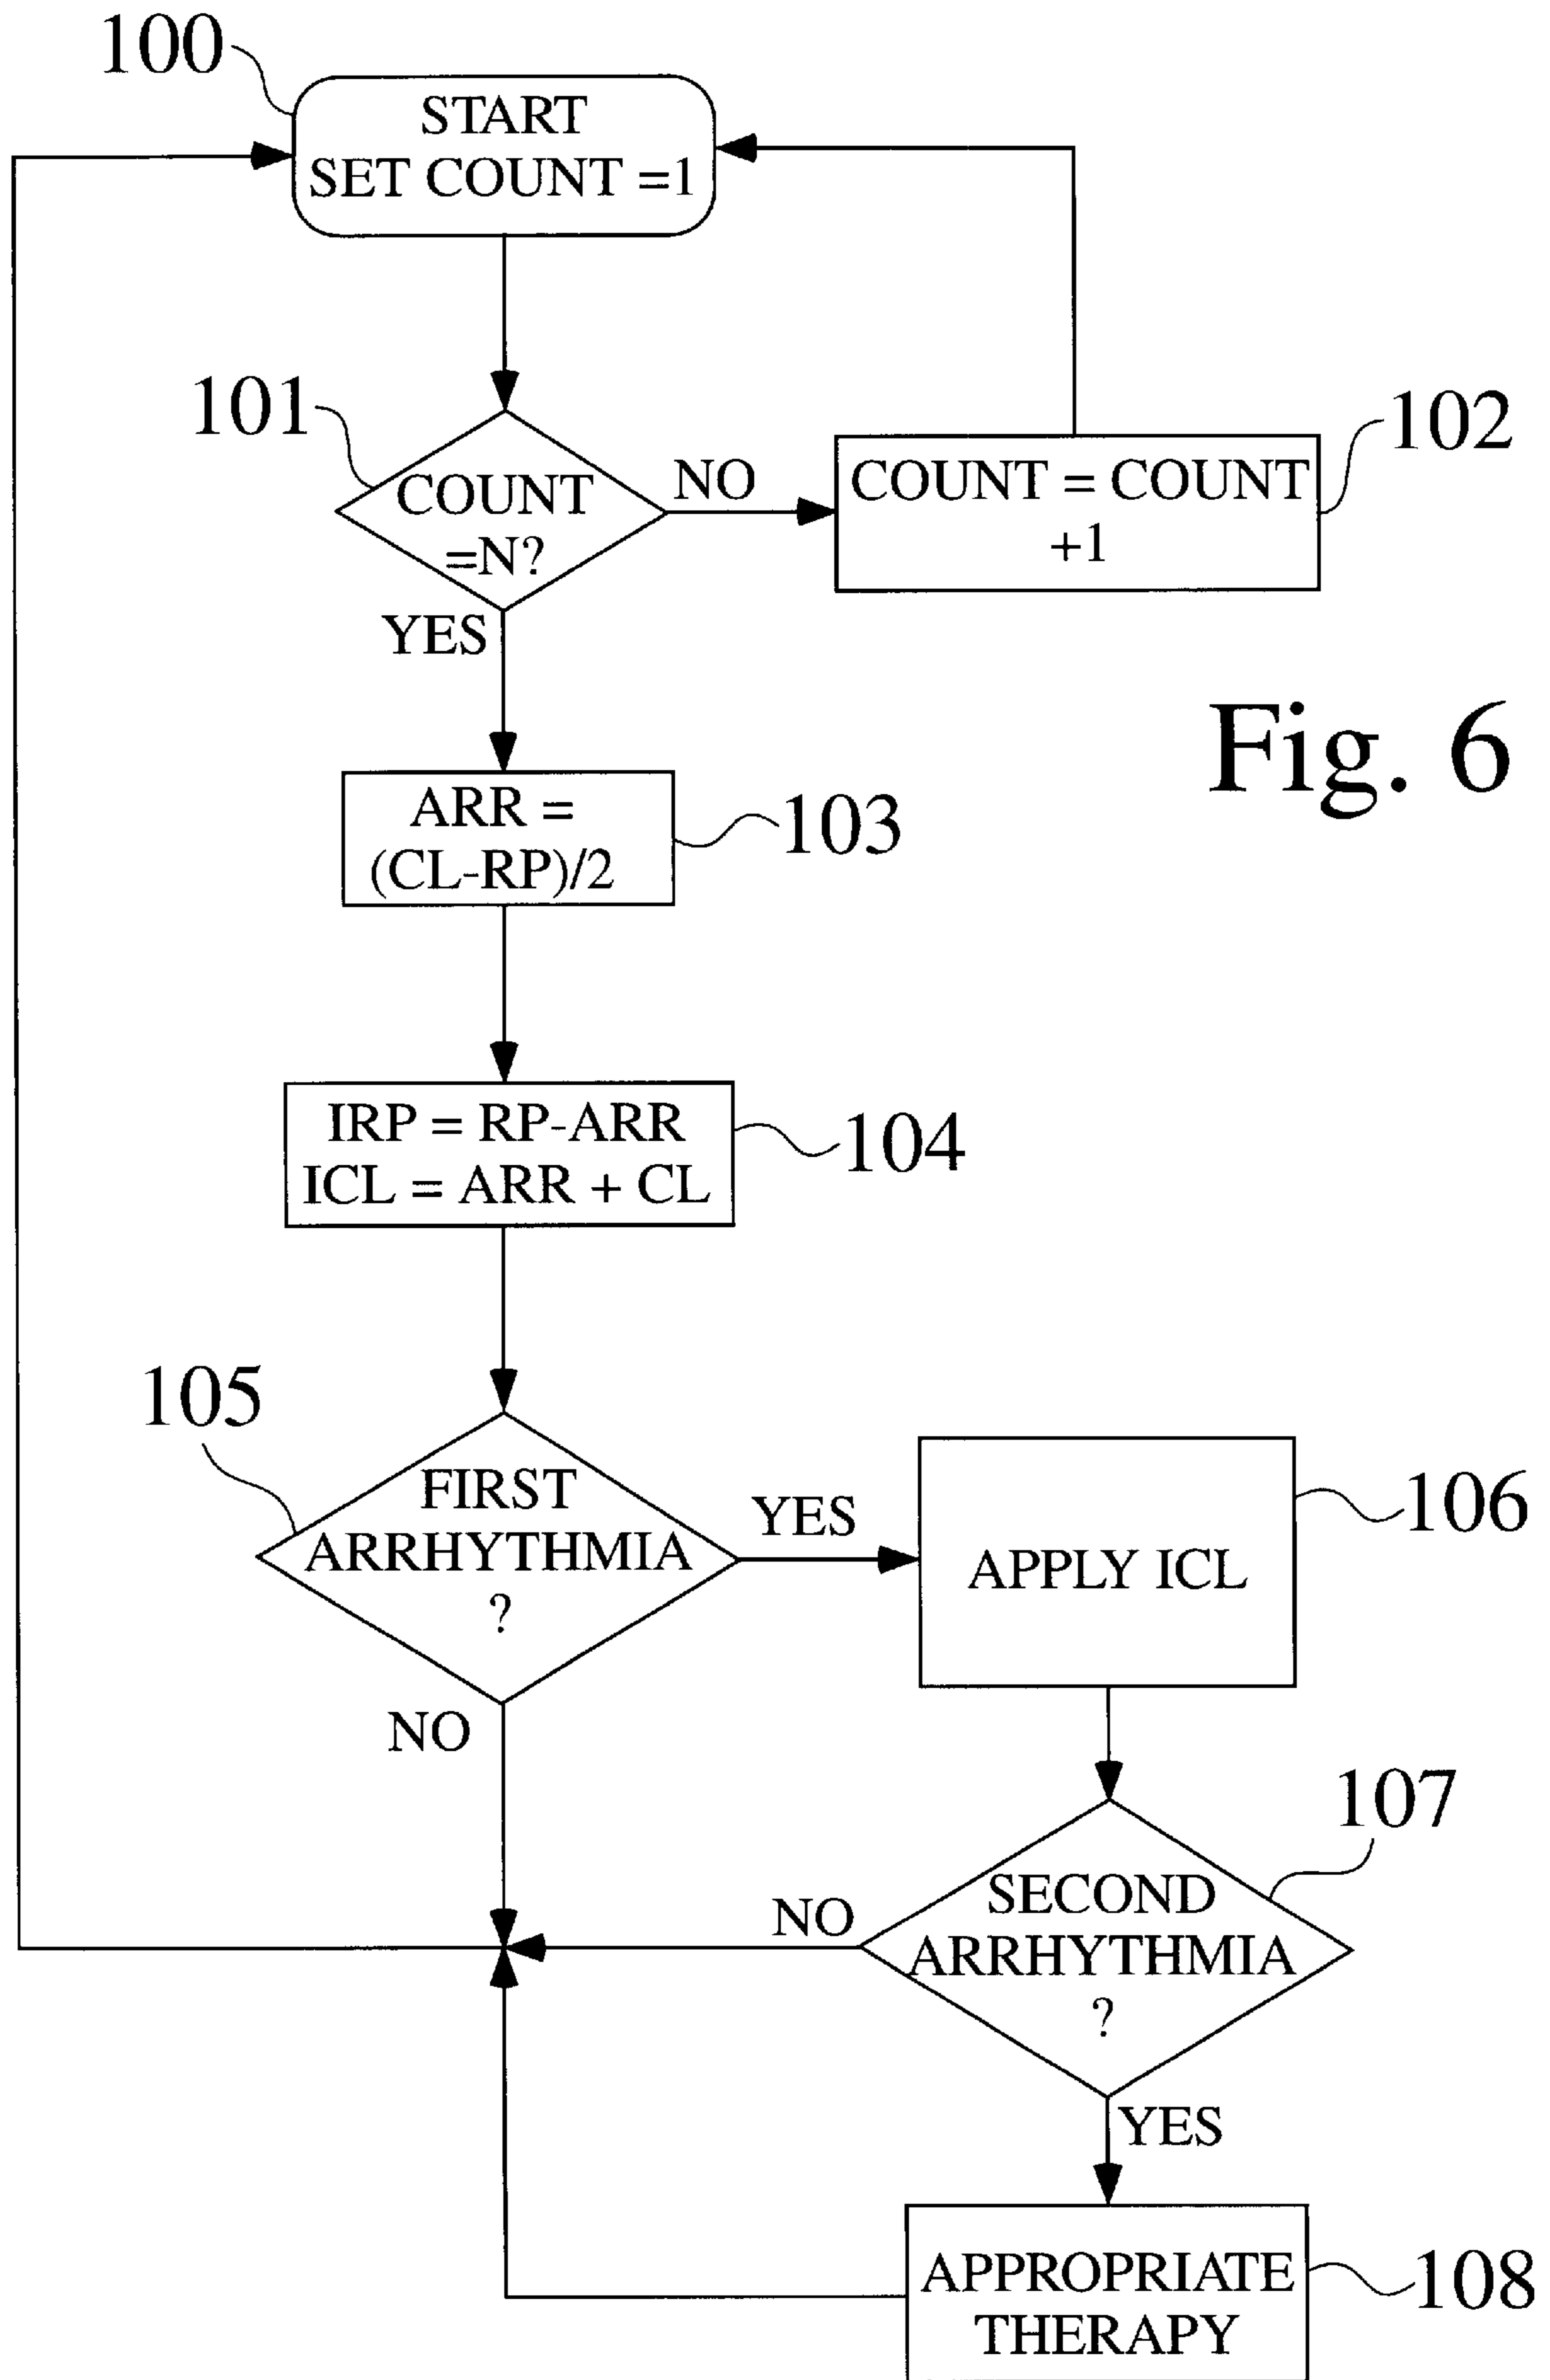 100
START
SET COUNT =1
101
COUNT
=N?
NO
COUNT = COUNT
+1
102
YES
Fig. 6
ARR =
(CL-RP)/2
103
IRP = RP-ARR
ICL = ARR + CL
104
105
FIRST
ARRHYTHMIA
?
YES
APPLY ICL
106
NO
107
SECOND
ARRHYTHMIA
?
NO
YES
APPROPRIATE
THERAPY
108